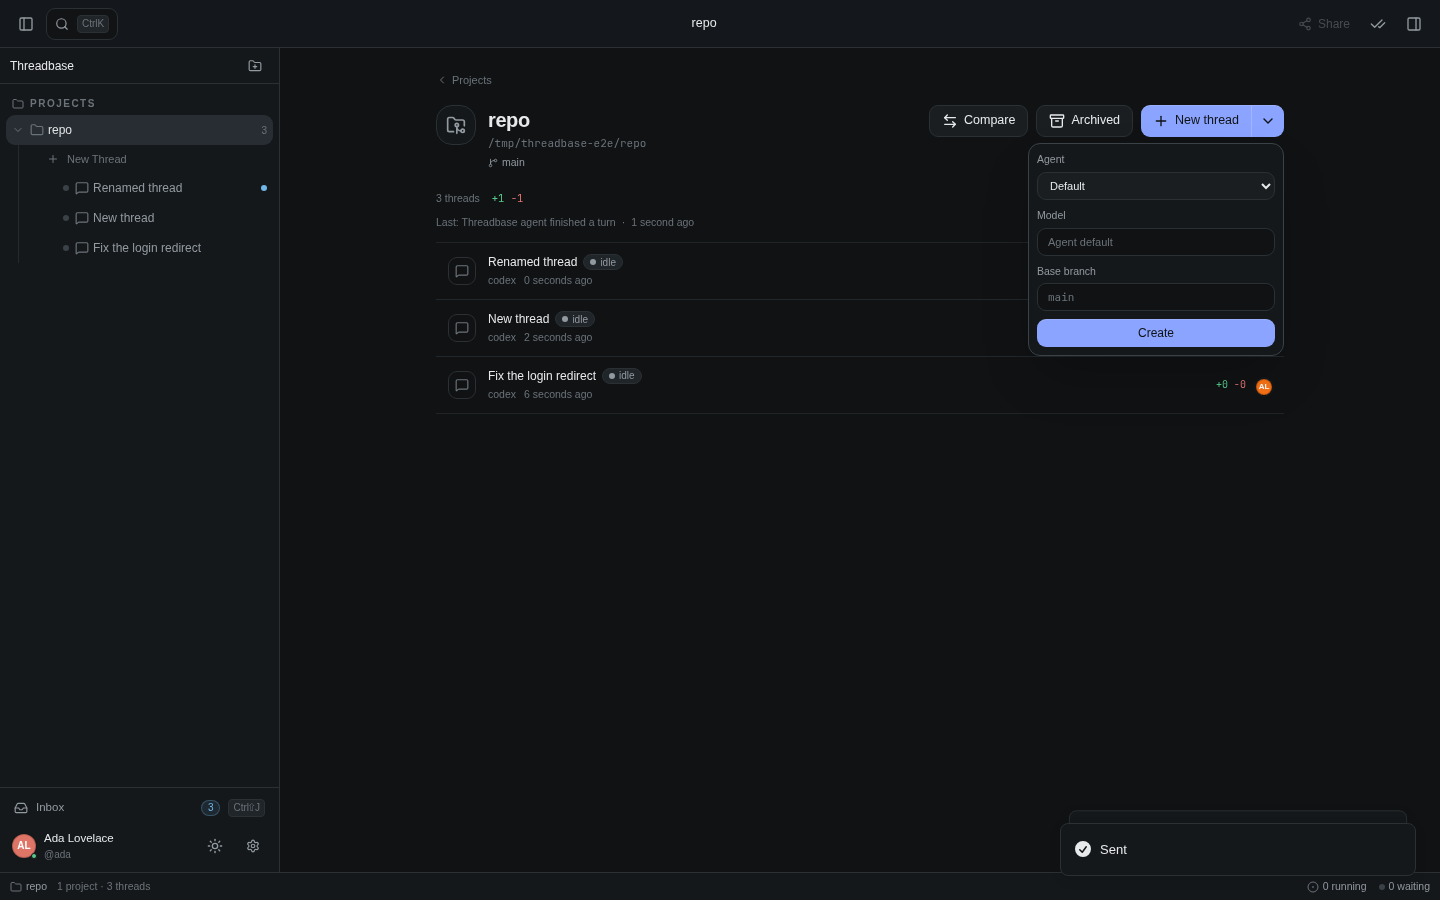 CtrlK
repo
Share
Threadbase
PROJECTS
repo
3
New Thread
Renamed thread
New thread
Fix the login redirect
Inbox
3
Ctrl⇧J
AL
Ada Lovelace
@ada
Projects
repo
/tmp/threadbase-e2e/repo
main
Compare
Archived
New thread
3 threads +1 -1
Last: Threadbase agent finished a turn · 1 second ago
Renamed thread idle
codex 0 seconds ago
New thread idle
codex 2 seconds ago
Fix the login redirect idle
codex 6 seconds ago
+0 -0 AL
Agent
Default
Model
Agent default
Base branch
main
Create
Sent
repo 1 project · 3 threads
0 running 0 waiting